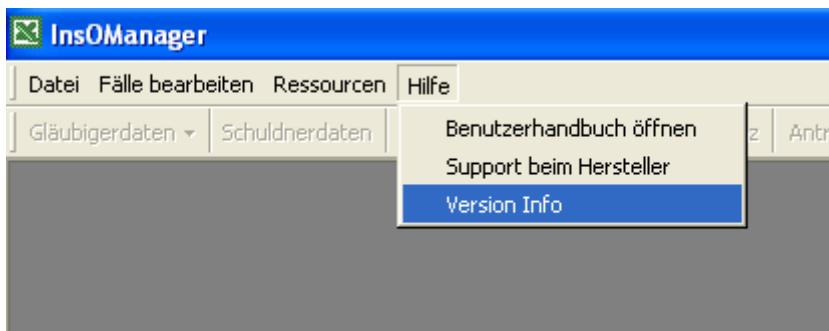 InsOManager
Datei Fälle bearbeiten Ressourcen Hilfe
Gläubigerdaten Schuldnerdaten
Benutzerhandbuch öffnen
Support beim Hersteller
Version Info